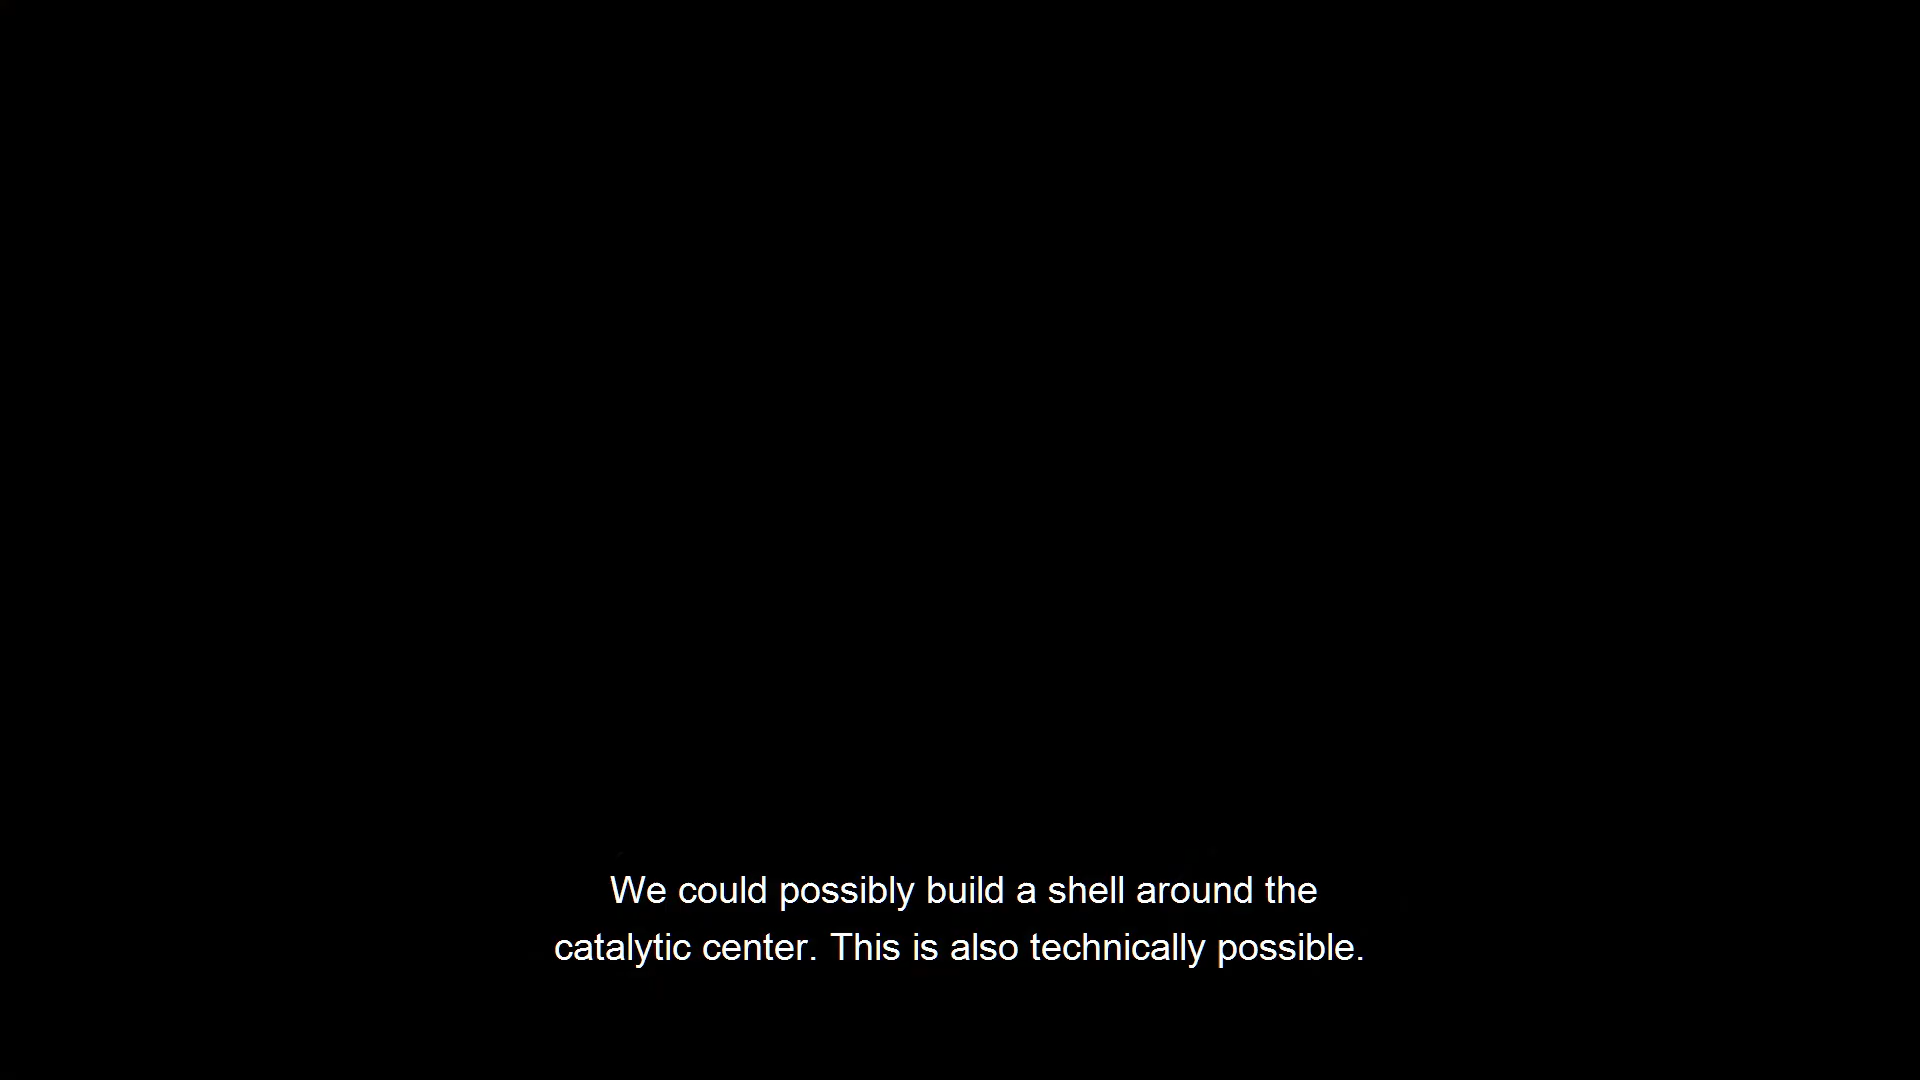 We could possibly build a shell around the
catalytic center. This is also technically possible.